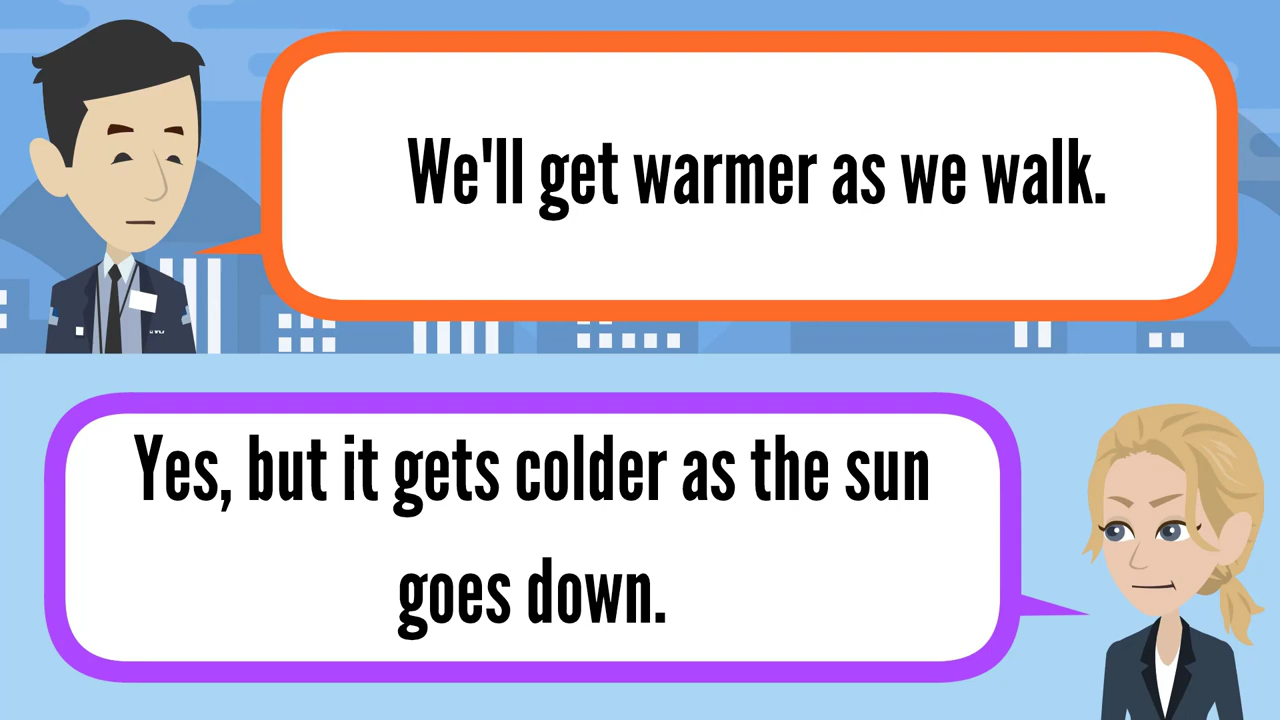 We'll get warmer as we walk.
Yes, but it gets colder as the sun
goes down.